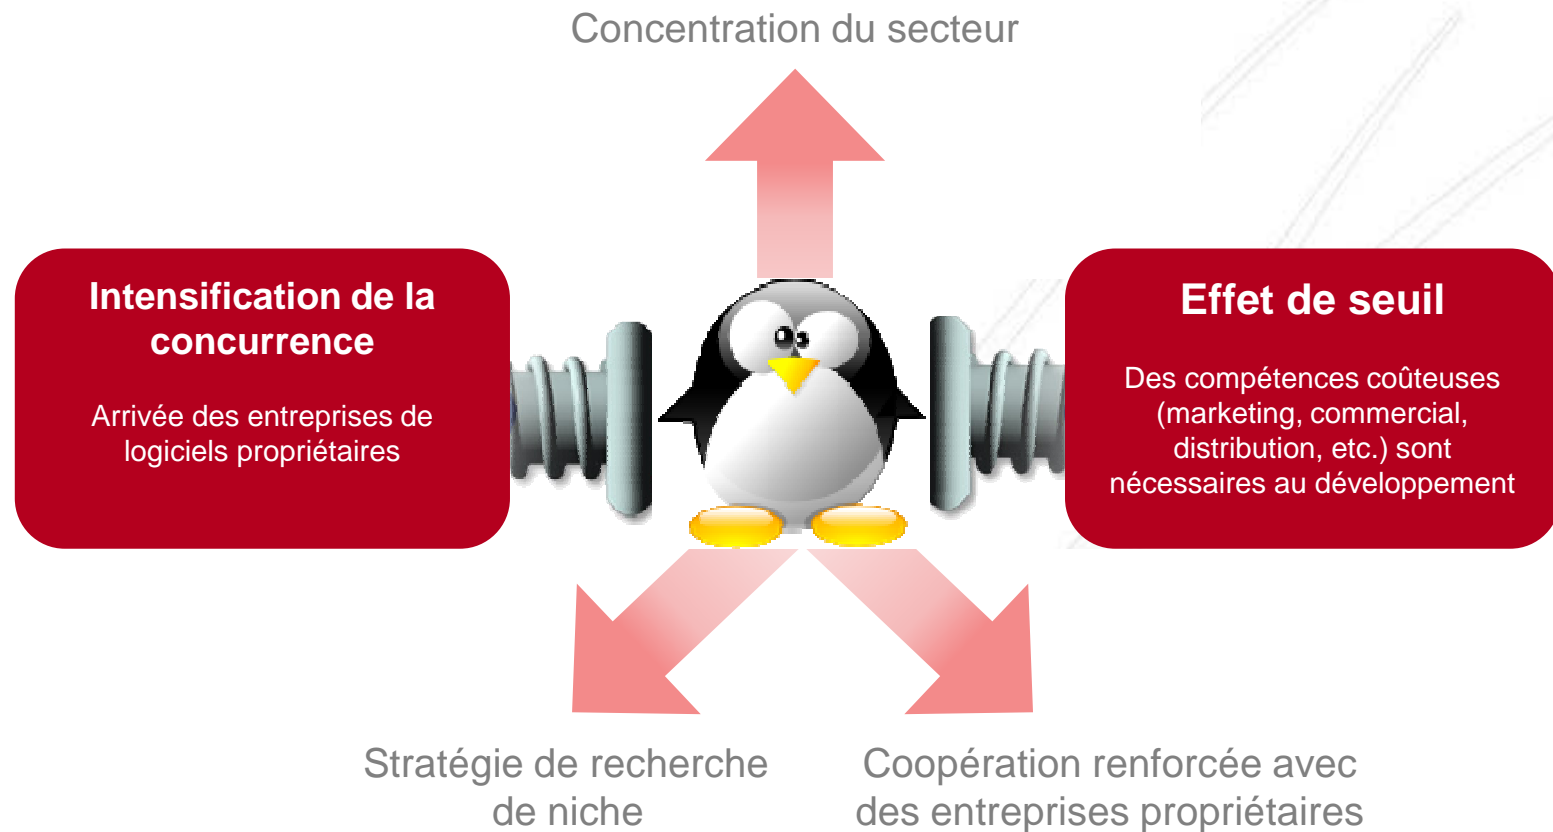 Concentration du secteur
Intensification de la
concurrence
Arrivée des entreprises de
logiciels propriétaires
Effet de seuil
Des compétences coûteuses
(marketing, commercial,
distribution, etc.) sont
nécessaires au développement
Stratégie de recherche
de niche
Coopération renforcée avec
des entreprises propriétaires